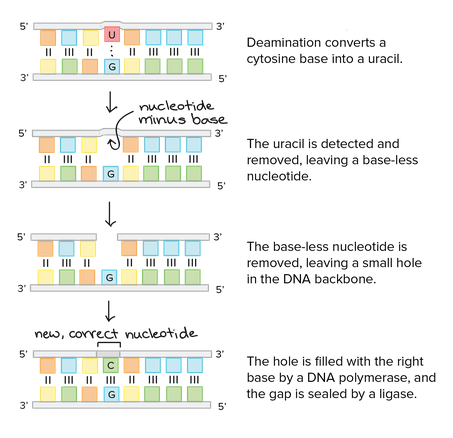 5' 3'
U
G
3' 5'
Deamination converts a
cytosine base into a uracil.
nucleotide
minus base
5' 3'
G
3' 5'
The uracil is detected and
removed, leaving a base-less
nucleotide.
5' 3'
G
3' 5'
The base-less nucleotide is
removed, leaving a small hole
in the DNA backbone.
new, correct nucleotide
5' 3'
C
G
3' 5'
The hole is filled with the right
base by a DNA polymerase, and
the gap is sealed by a ligase.